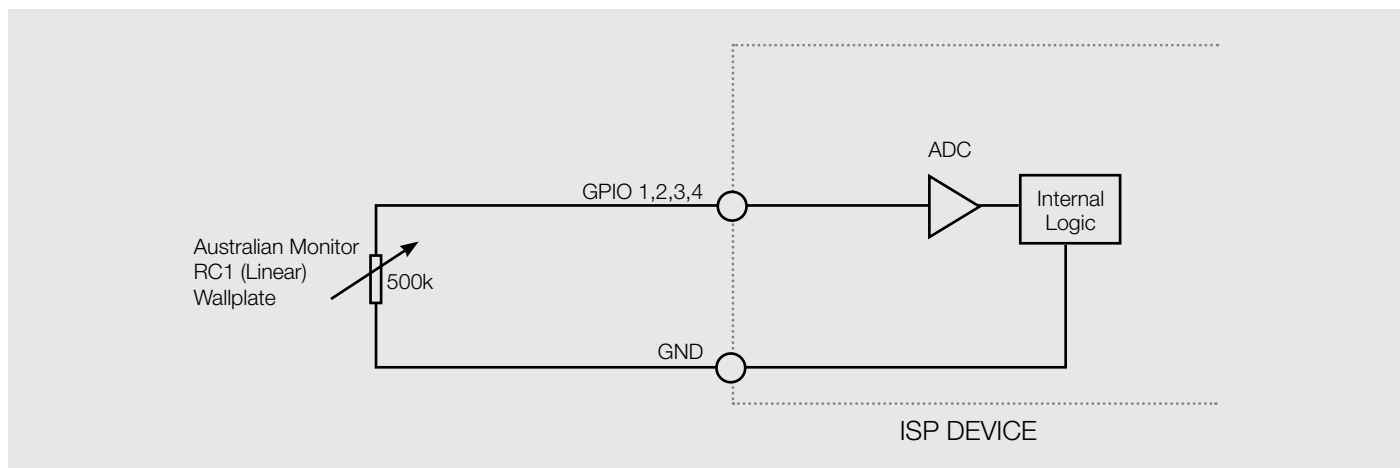 ADC
GPIO 1,2,3,4
Internal
Logic
Australian Monitor
RC1 (Linear)
Wallplate
500k
GND
ISP DEVICE